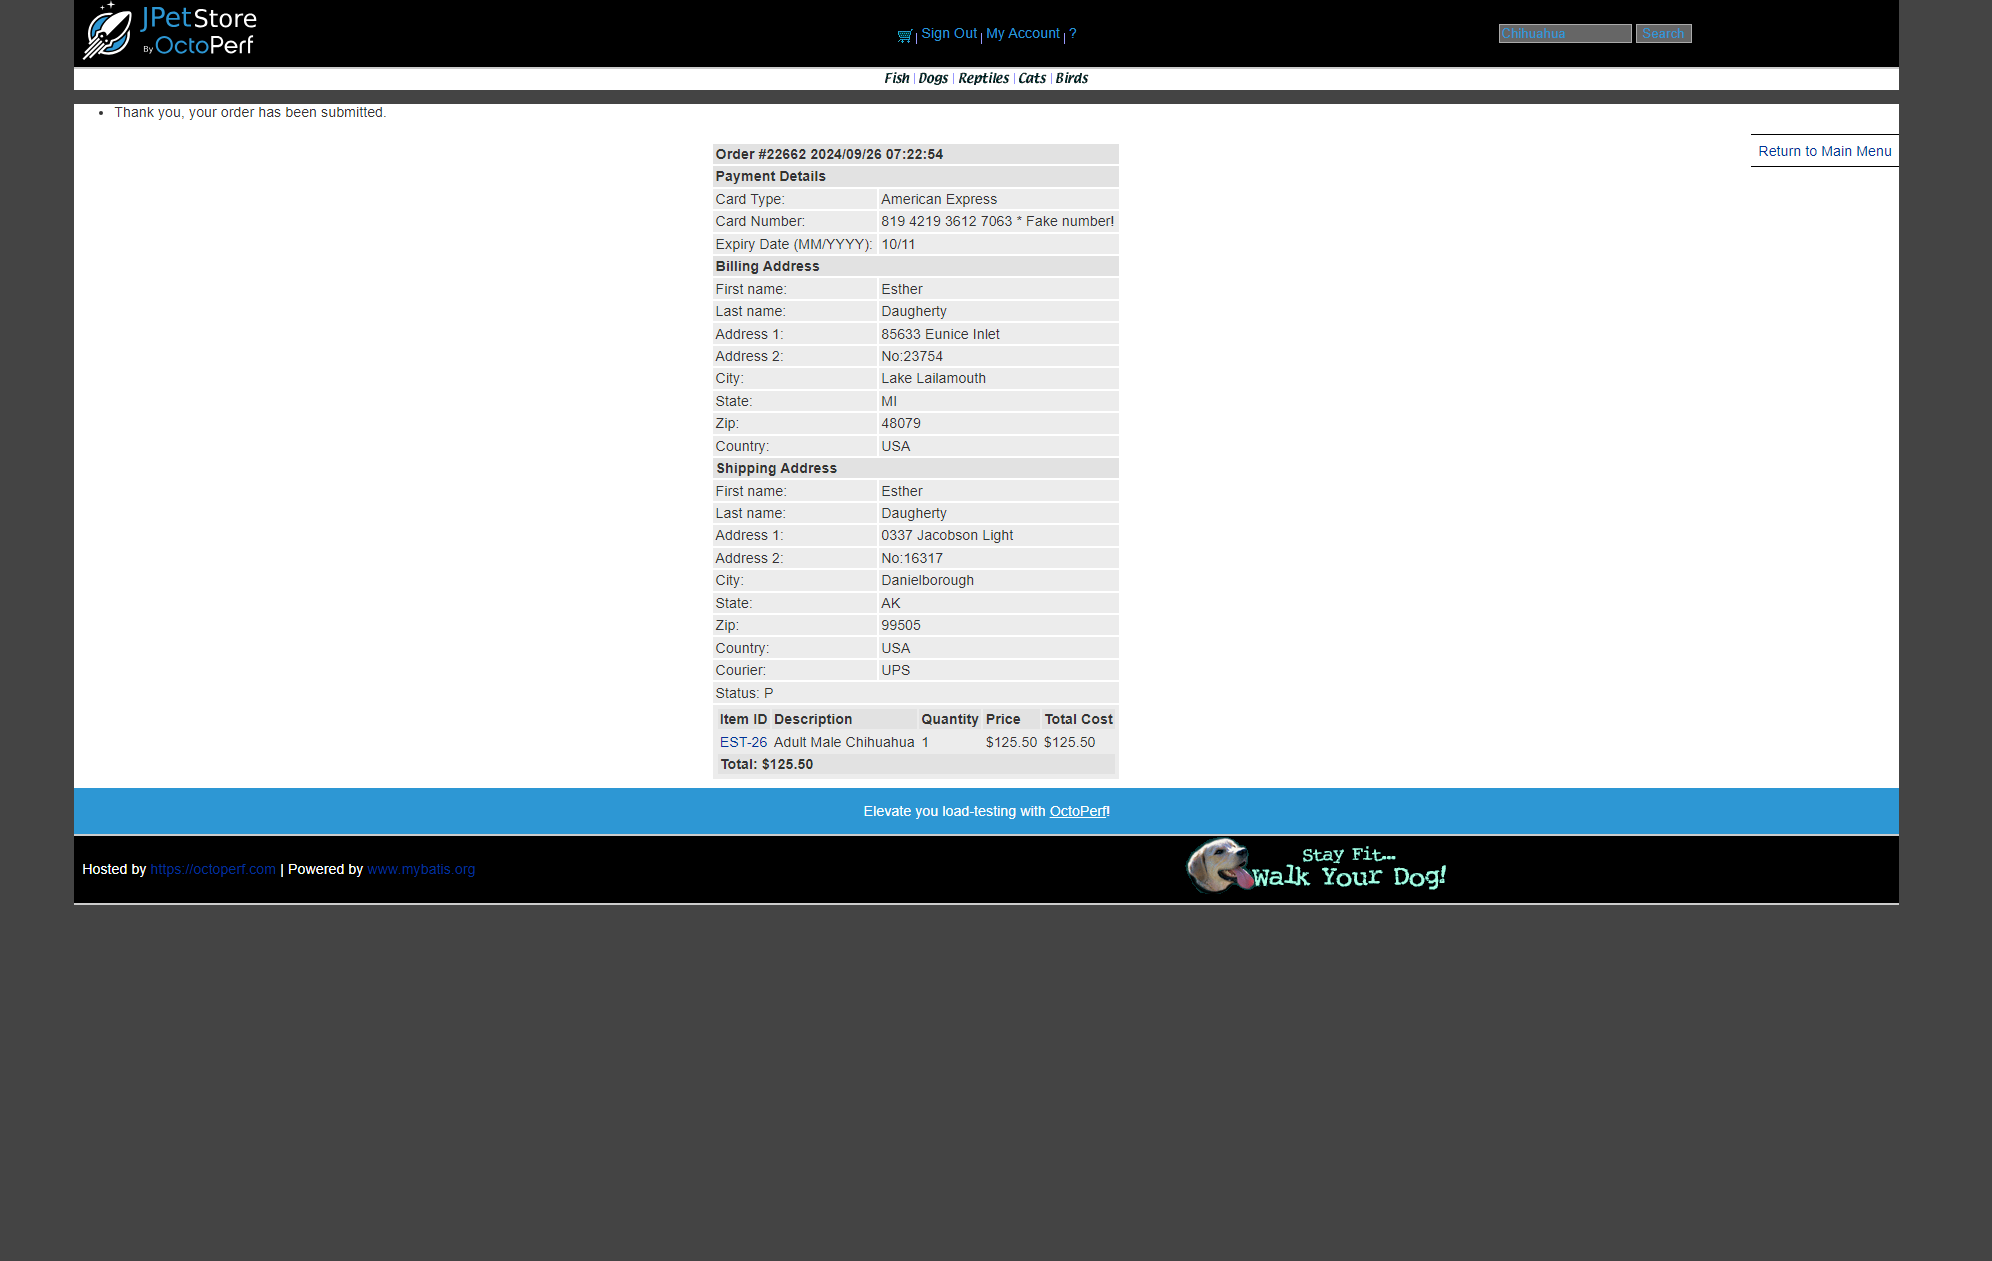 JPetStore
By OctoPerf
Sign Out | My Account | ?
Chihuahua Search
Fish | Dogs | Reptiles | Cats | Birds
• Thank you, your order has been submitted.
Return to Main Menu
Order #22662 2024/09/26 07:22:54
Payment Details
Card Type: American Express
Card Number: 819 4219 3612 7063 * Fake number!
Expiry Date (MM/YYYY): 10/11
Billing Address
First name: Esther
Last name: Daugherty
Address 1: 85633 Eunice Inlet
Address 2: No:23754
City: Lake Lailamouth
State: MI
Zip: 48079
Country: USA
Shipping Address
First name: Esther
Last name: Daugherty
Address 1: 0337 Jacobson Light
Address 2: No:16317
City: Danielborough
State: AK
Zip: 99505
Country: USA
Courier: UPS
Status: P
Item ID Description Quantity Price Total Cost
EST-26 Adult Male Chihuahua 1 $125.50 $125.50
Total: $125.50
Elevate you load-testing with OctoPerf!
Hosted by https://octoperf.com | Powered by www.mybatis.org
Stay Fit...
Walk Your Dog!